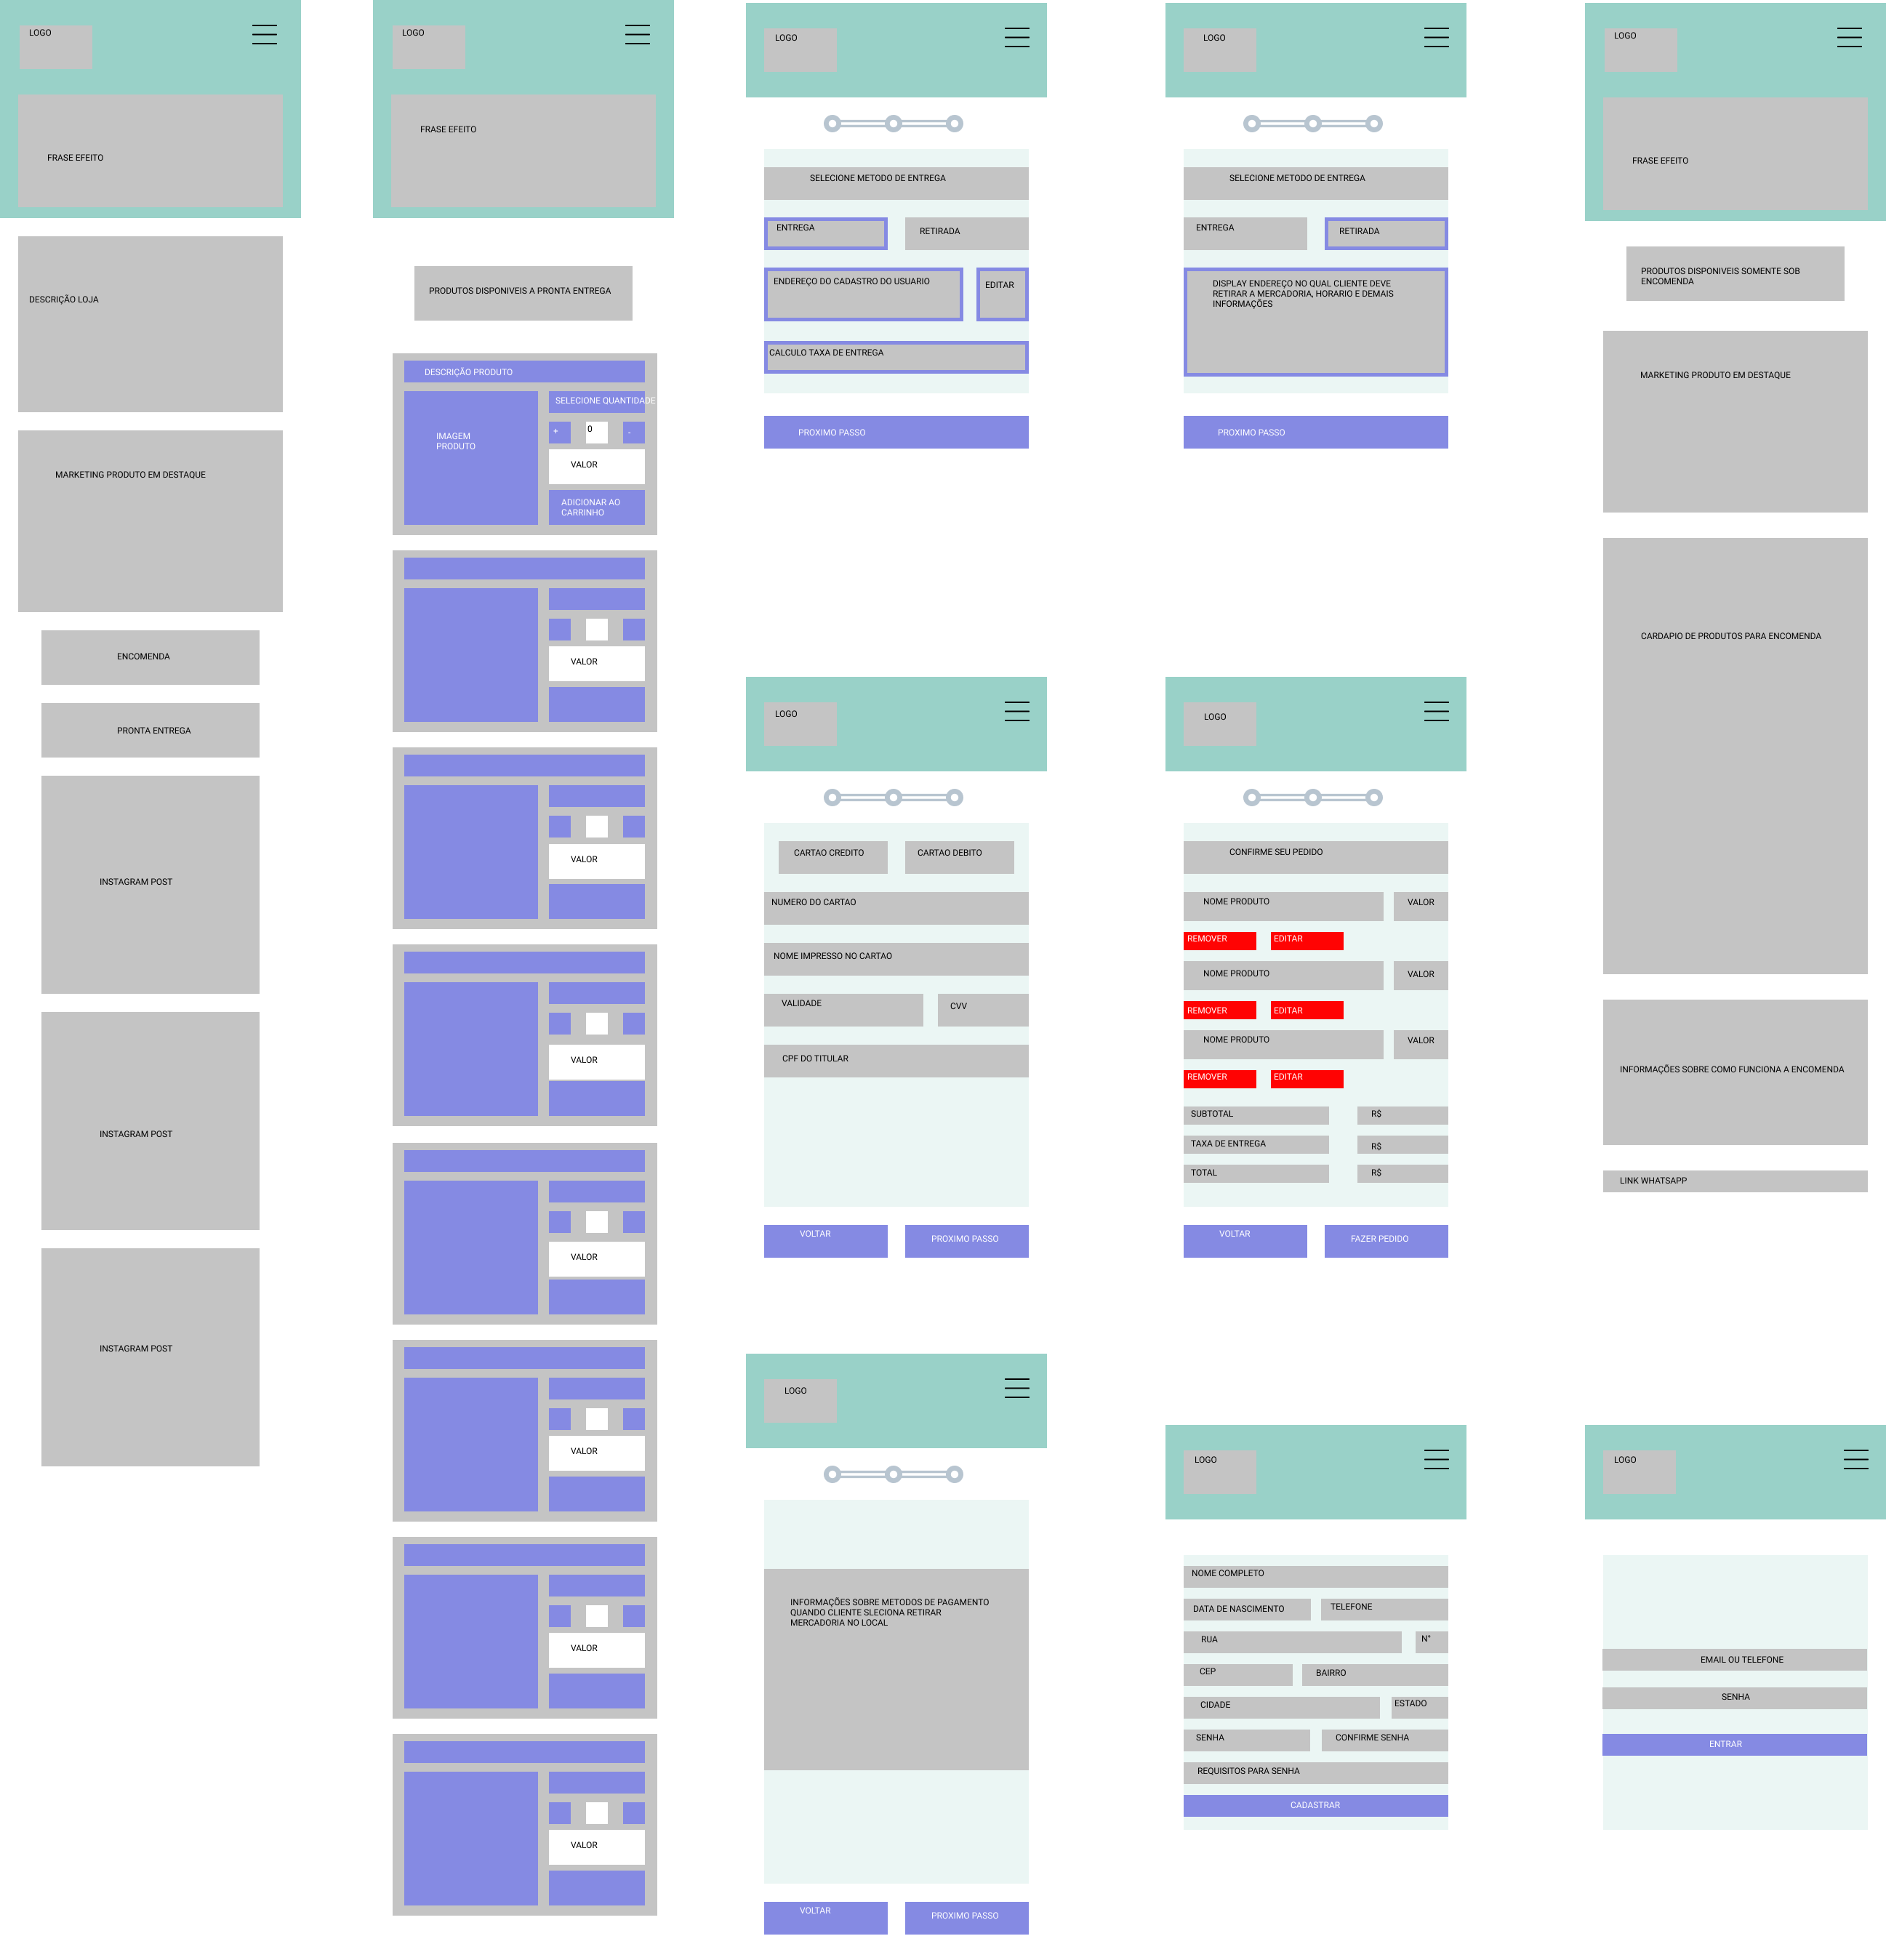 LOGO
FRASE EFEITO
DESCRIÇÃO LOJA
MARKETING PRODUTO EM DESTAQUE
ENCOMENDA
PRONTA ENTREGA
INSTAGRAM POST
INSTAGRAM POST
INSTAGRAM POST
LOGO
FRASE EFEITO
PRODUTOS DISPONIVEIS A PRONTA ENTREGA
DESCRIÇÃO PRODUTO
IMAGEM
PRODUTO
SELECIONE QUANTIDADE
+ 0 -
VALOR
ADICIONAR AO
CARRINHO
VALOR
VALOR
VALOR
VALOR
VALOR
VALOR
VALOR
LOGO
SELECIONE METODO DE ENTREGA
ENTREGA
RETIRADA
ENDEREÇO DO CADASTRO DO USUARIO
EDITAR
CALCULO TAXA DE ENTREGA
PROXIMO PASSO
LOGO
SELECIONE METODO DE ENTREGA
ENTREGA
RETIRADA
DISPLAY ENDEREÇO NO QUAL CLIENTE DEVE
RETIRAR A MERCADORIA, HORARIO E DEMAIS
INFORMAÇÕES
PROXIMO PASSO
LOGO
CARTAO CREDITO
CARTAO DEBITO
NUMERO DO CARTAO
NOME IMPRESSO NO CARTAO
VALIDADE
CVV
CPF DO TITULAR
VOLTAR
PROXIMO PASSO
LOGO
CONFIRME SEU PEDIDO
NOME PRODUTO
VALOR
REMOVER
EDITAR
NOME PRODUTO
VALOR
REMOVER
EDITAR
NOME PRODUTO
VALOR
REMOVER
EDITAR
SUBTOTAL
R$
TAXA DE ENTREGA
R$
TOTAL
R$
VOLTAR
FAZER PEDIDO
LOGO
INFORMAÇÕES SOBRE METODOS DE PAGAMENTO
QUANDO CLIENTE SLECIONA RETIRAR
MERCADORIA NO LOCAL
VOLTAR
PROXIMO PASSO
LOGO
NOME COMPLETO
DATA DE NASCIMENTO
TELEFONE
RUA
N°
CEP
BAIRRO
CIDADE
ESTADO
SENHA
CONFIRME SENHA
REQUISITOS PARA SENHA
CADASTRAR
LOGO
FRASE EFEITO
PRODUTOS DISPONIVEIS SOMENTE SOB
ENCOMENDA
MARKETING PRODUTO EM DESTAQUE
CARDAPIO DE PRODUTOS PARA ENCOMENDA
INFORMAÇÕES SOBRE COMO FUNCIONA A ENCOMENDA
LINK WHATSAPP
LOGO
EMAIL OU TELEFONE
SENHA
ENTRAR